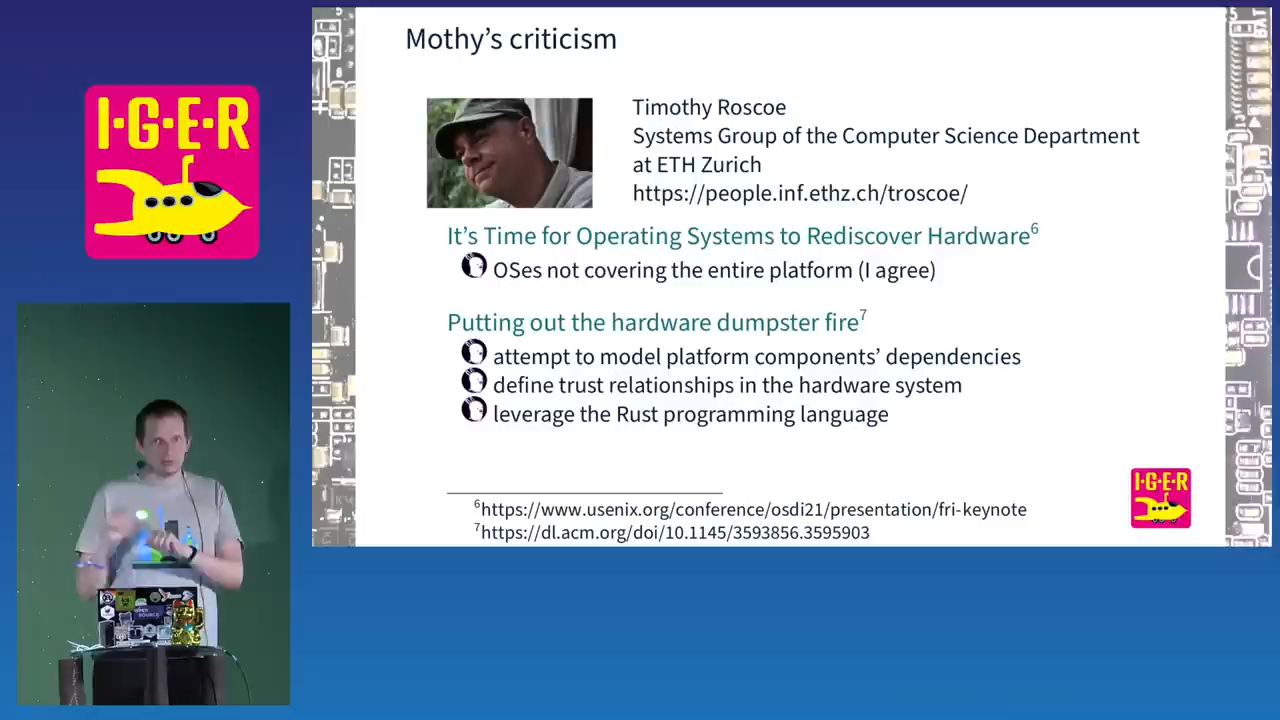 I·G·E·R
Mothy's criticism
Timothy Roscoe
Systems Group of the Computer Science Department
at ETH Zurich
https://people.inf.ethz.ch/troscoe/
It's Time for Operating Systems to Rediscover Hardware6
OSes not covering the entire platform (I agree)
Putting out the hardware dumpster fire7
attempt to model platform components' dependencies
define trust relationships in the hardware system
leverage the Rust programming language
6https://www.usenix.org/conference/osdi21/presentation/fri-keynote
7https://dl.acm.org/doi/10.1145/3593856.3595903
I·G·E·R
OPEN
SOURCE